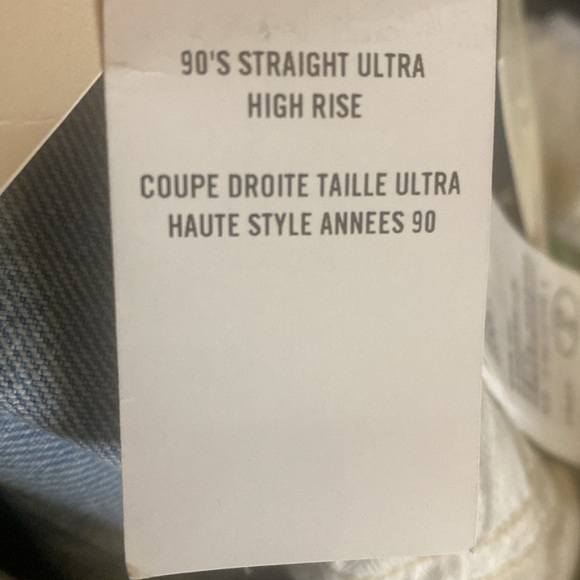 90'S STRAIGHT ULTRA
HIGH RISE
COUPE DROITE TAILLE ULTRA
HAUTE STYLE ANNEES 90